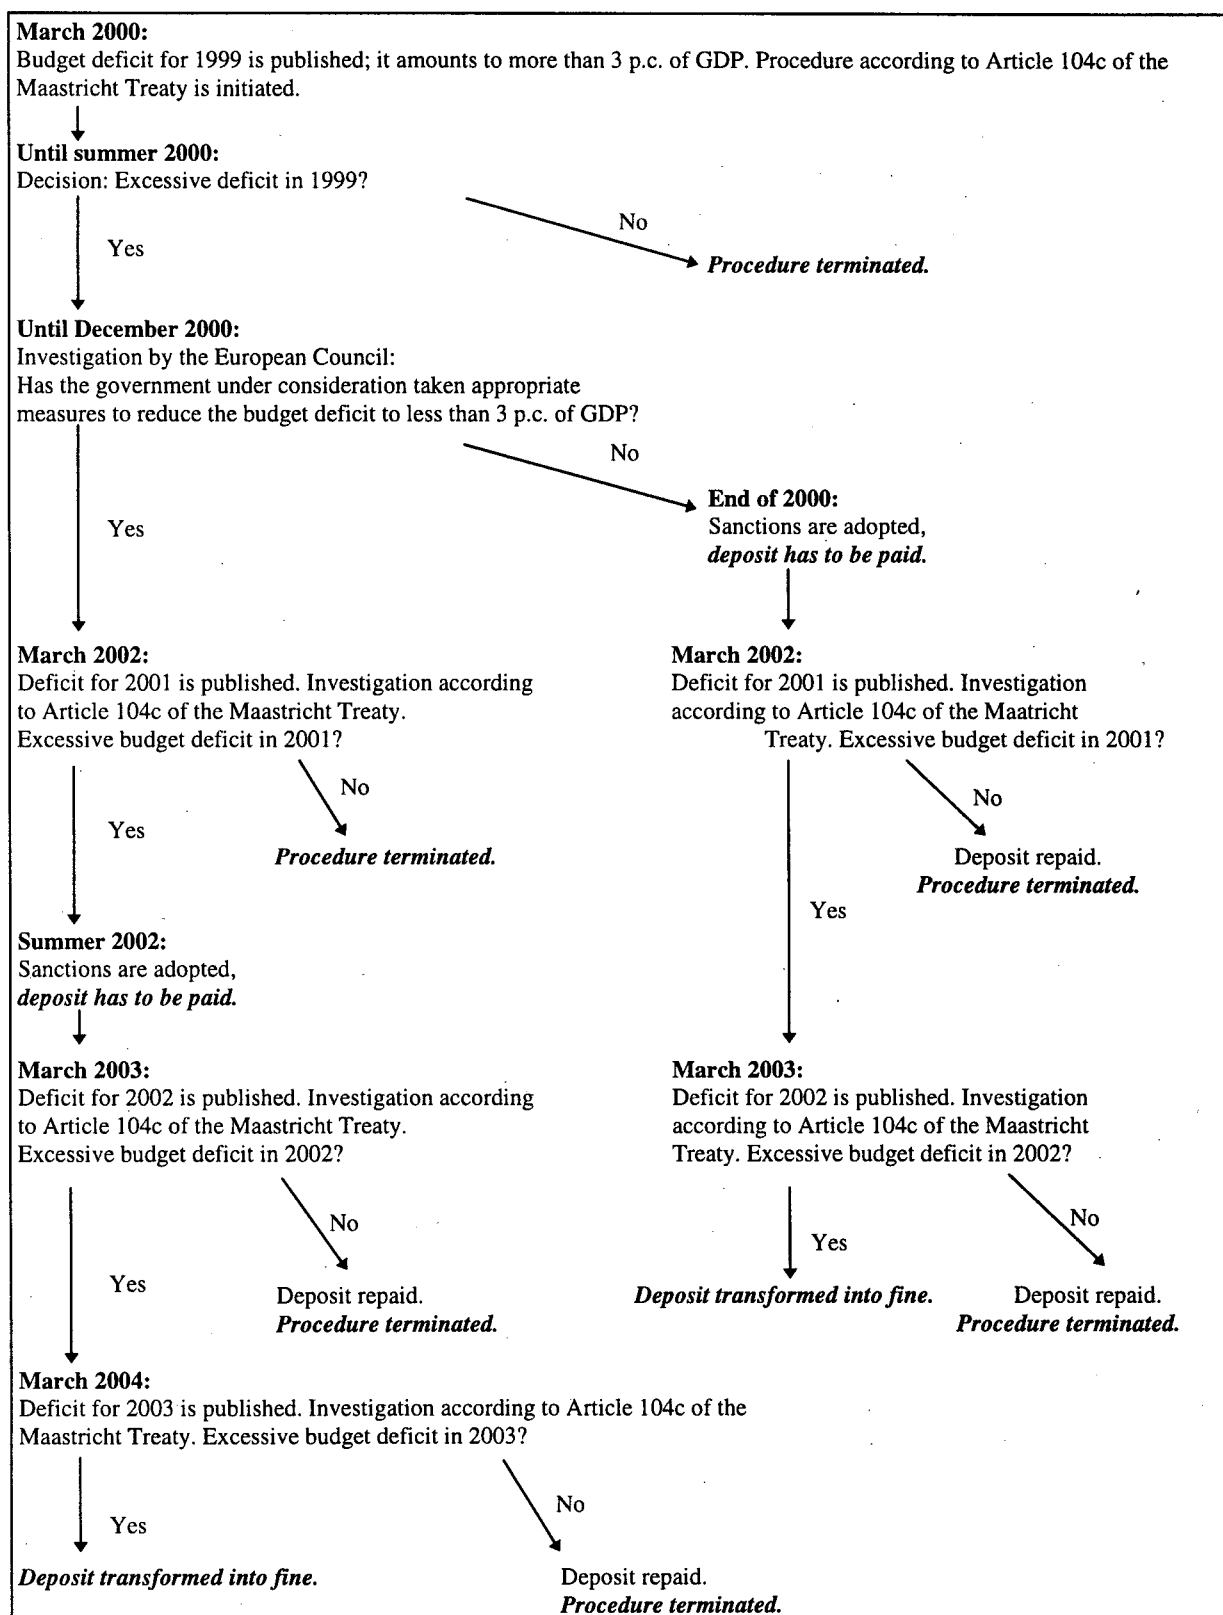 March 2000:
Budget deficit for 1999 is published; it amounts to more than 3 p.c. of GDP. Procedure according to Article 104c of the
Maastricht Treaty is initiated.
Until summer 2000:
Decision: Excessive deficit in 1999?
No
Yes
Procedure terminated.
Until December 2000:
Investigation by the European Council:
Has the government under consideration taken appropriate
measures to reduce the budget deficit to less than 3 p.c. of GDP?
No
End of 2000:
Yes
Sanctions are adopted,
deposit has to be paid.
March 2002:
Deficit for 2001 is published. Investigation according
to Article 104c of the Maastricht Treaty.
Excessive budget deficit in 2001?
March 2002:
Deficit for 2001 is published. Investigation
according to Article 104c of the Maatricht
Treaty. Excessive budget deficit in 2001?
No
Yes
Procedure terminated.
No
Deposit repaid.
Procedure terminated.
Yes
Summer 2002:
Sanctions are adopted,
deposit has to be paid.
March 2003:
Deficit for 2002 is published. Investigation according
to Article 104c of the Maastricht Treaty.
Excessive budget deficit in 2002?
March 2003:
Deficit for 2002 is published. Investigation
according to Article 104c of the Maastricht
Treaty. Excessive budget deficit in 2002?
No
Yes
Deposit repaid.
Procedure terminated.
No
Yes
Deposit transformed into fine.
Deposit repaid.
Procedure terminated.
March 2004:
Deficit for 2003 is published. Investigation according to Article 104c of the
Maastricht Treaty. Excessive budget deficit in 2003?
No
Yes
Deposit transformed into fine.
Deposit repaid.
Procedure terminated.